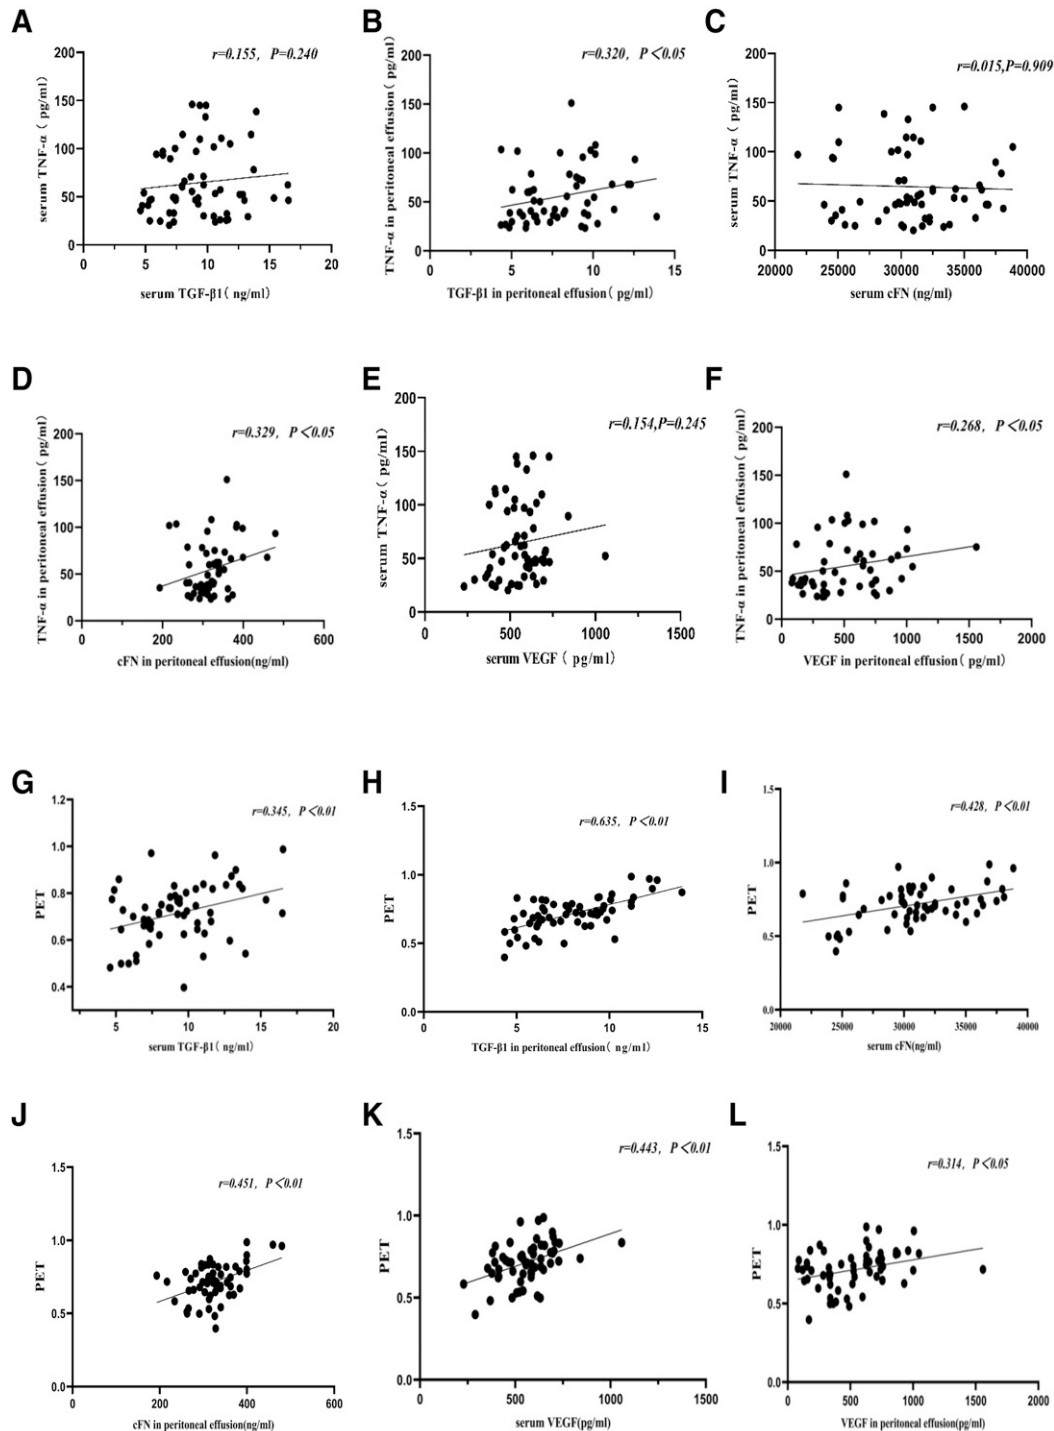 A
r=0.155, P=0.240
serum TNF-α ( pg/ml)
200
150
100
50
0
0
5
10
15
20
serum TGF-β1( ng/ml)
B
r=0.320, P<0.05
TNF-α in peritoneal effusion( pg/ml)
200
150
100
50
0
0
5
10
15
TGF-β1 in peritoneal effusion( pg/ml)
C
r=0.015,P=0.909
serum TNF-α ( pg/ml)
200
150
100
50
0
20000
25000
30000
35000
40000
serum cFN (ng/ml)
D
r=0.329, P<0.05
TNF-α in peritoneal effusion( pg/ml)
200
150
100
50
0
0
200
400
600
cFN in peritoneal effusion(ng/ml)
E
r=0.154,P=0.245
serum TNF-α ( pg/ml)
200
150
100
50
0
0
500
1000
1500
serum VEGF ( pg/ml)
F
r=0.268, P<0.05
TNF-α in peritoneal effusion( pg/ml)
200
150
100
50
0
0
500
1000
1500
2000
VEGF in peritoneal effusion( pg/ml)
G
r=0.345, P<0.01
PET
1.2
1.0
0.8
0.6
0.4
5
10
15
20
serum TGF-β1( ng/ml)
H
r=0.635, P<0.01
PET
1.5
1.0
0.5
0.0
0
5
10
15
TGF-β1 in peritoneal effusion( ng/ml)
I
r=0.428, P<0.01
PET
1.5
1.0
0.5
0.0
20000
25000
30000
35000
40000
serum cFN(ng/ml)
J
r=0.451, P<0.01
PET
1.5
1.0
0.5
0.0
0
200
400
600
cFN in peritoneal effusion(ng/ml)
K
r=0.443, P<0.01
PET
1.5
1.0
0.5
0.0
0
500
1000
1500
serum VEGF(pg/ml)
L
r=0.314, P<0.05
PET
1.5
1.0
0.5
0.0
0
500
1000
1500
2000
VEGF in peritoneal effusion(pg/ml)